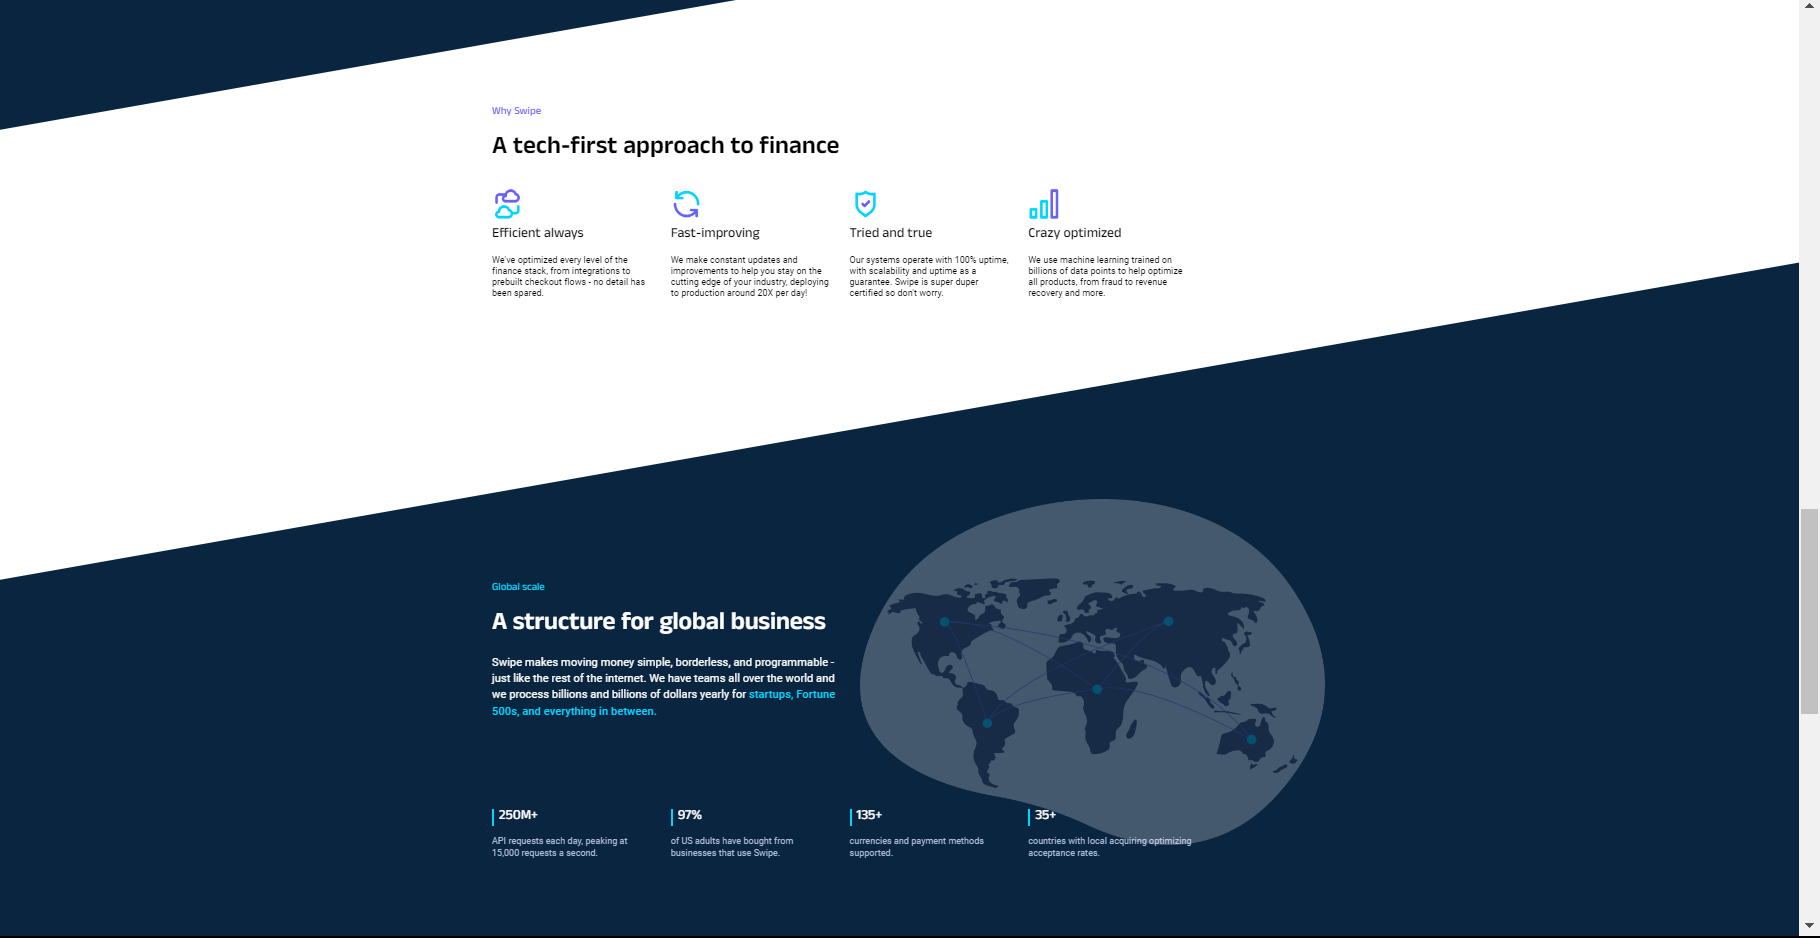 Why Swipe
A tech-first approach to finance
Efficient always
We've optimized every level of the
finance stack, from integrations to
prebuilt checkout flows - no detail has
been spared.
Fast-improving
We make constant updates and
improvements to help you stay on the
cutting edge of your industry, deploying
to production around 20X per day!
Tried and true
Our systems operate with 100% uptime,
with scalability and uptime as a
guarantee. Swipe is super duper
certified so don't worry.
Crazy optimized
We use machine learning trained on
billions of data points to help optimize
all products, from fraud to revenue
recovery and more.
Global scale
A structure for global business
Swipe makes moving money simple, borderless, and programmable -
just like the rest of the internet. We have teams all over the world and
we process billions and billions of dollars yearly for startups, Fortune
500s, and everything in between.
250M+
API requests each day, peaking at
15,000 requests a second.
97%
of US adults have bought from
businesses that use Swipe.
135+
currencies and payment methods
supported.
35+
countries with local acquiring optimizing
acceptance rates.